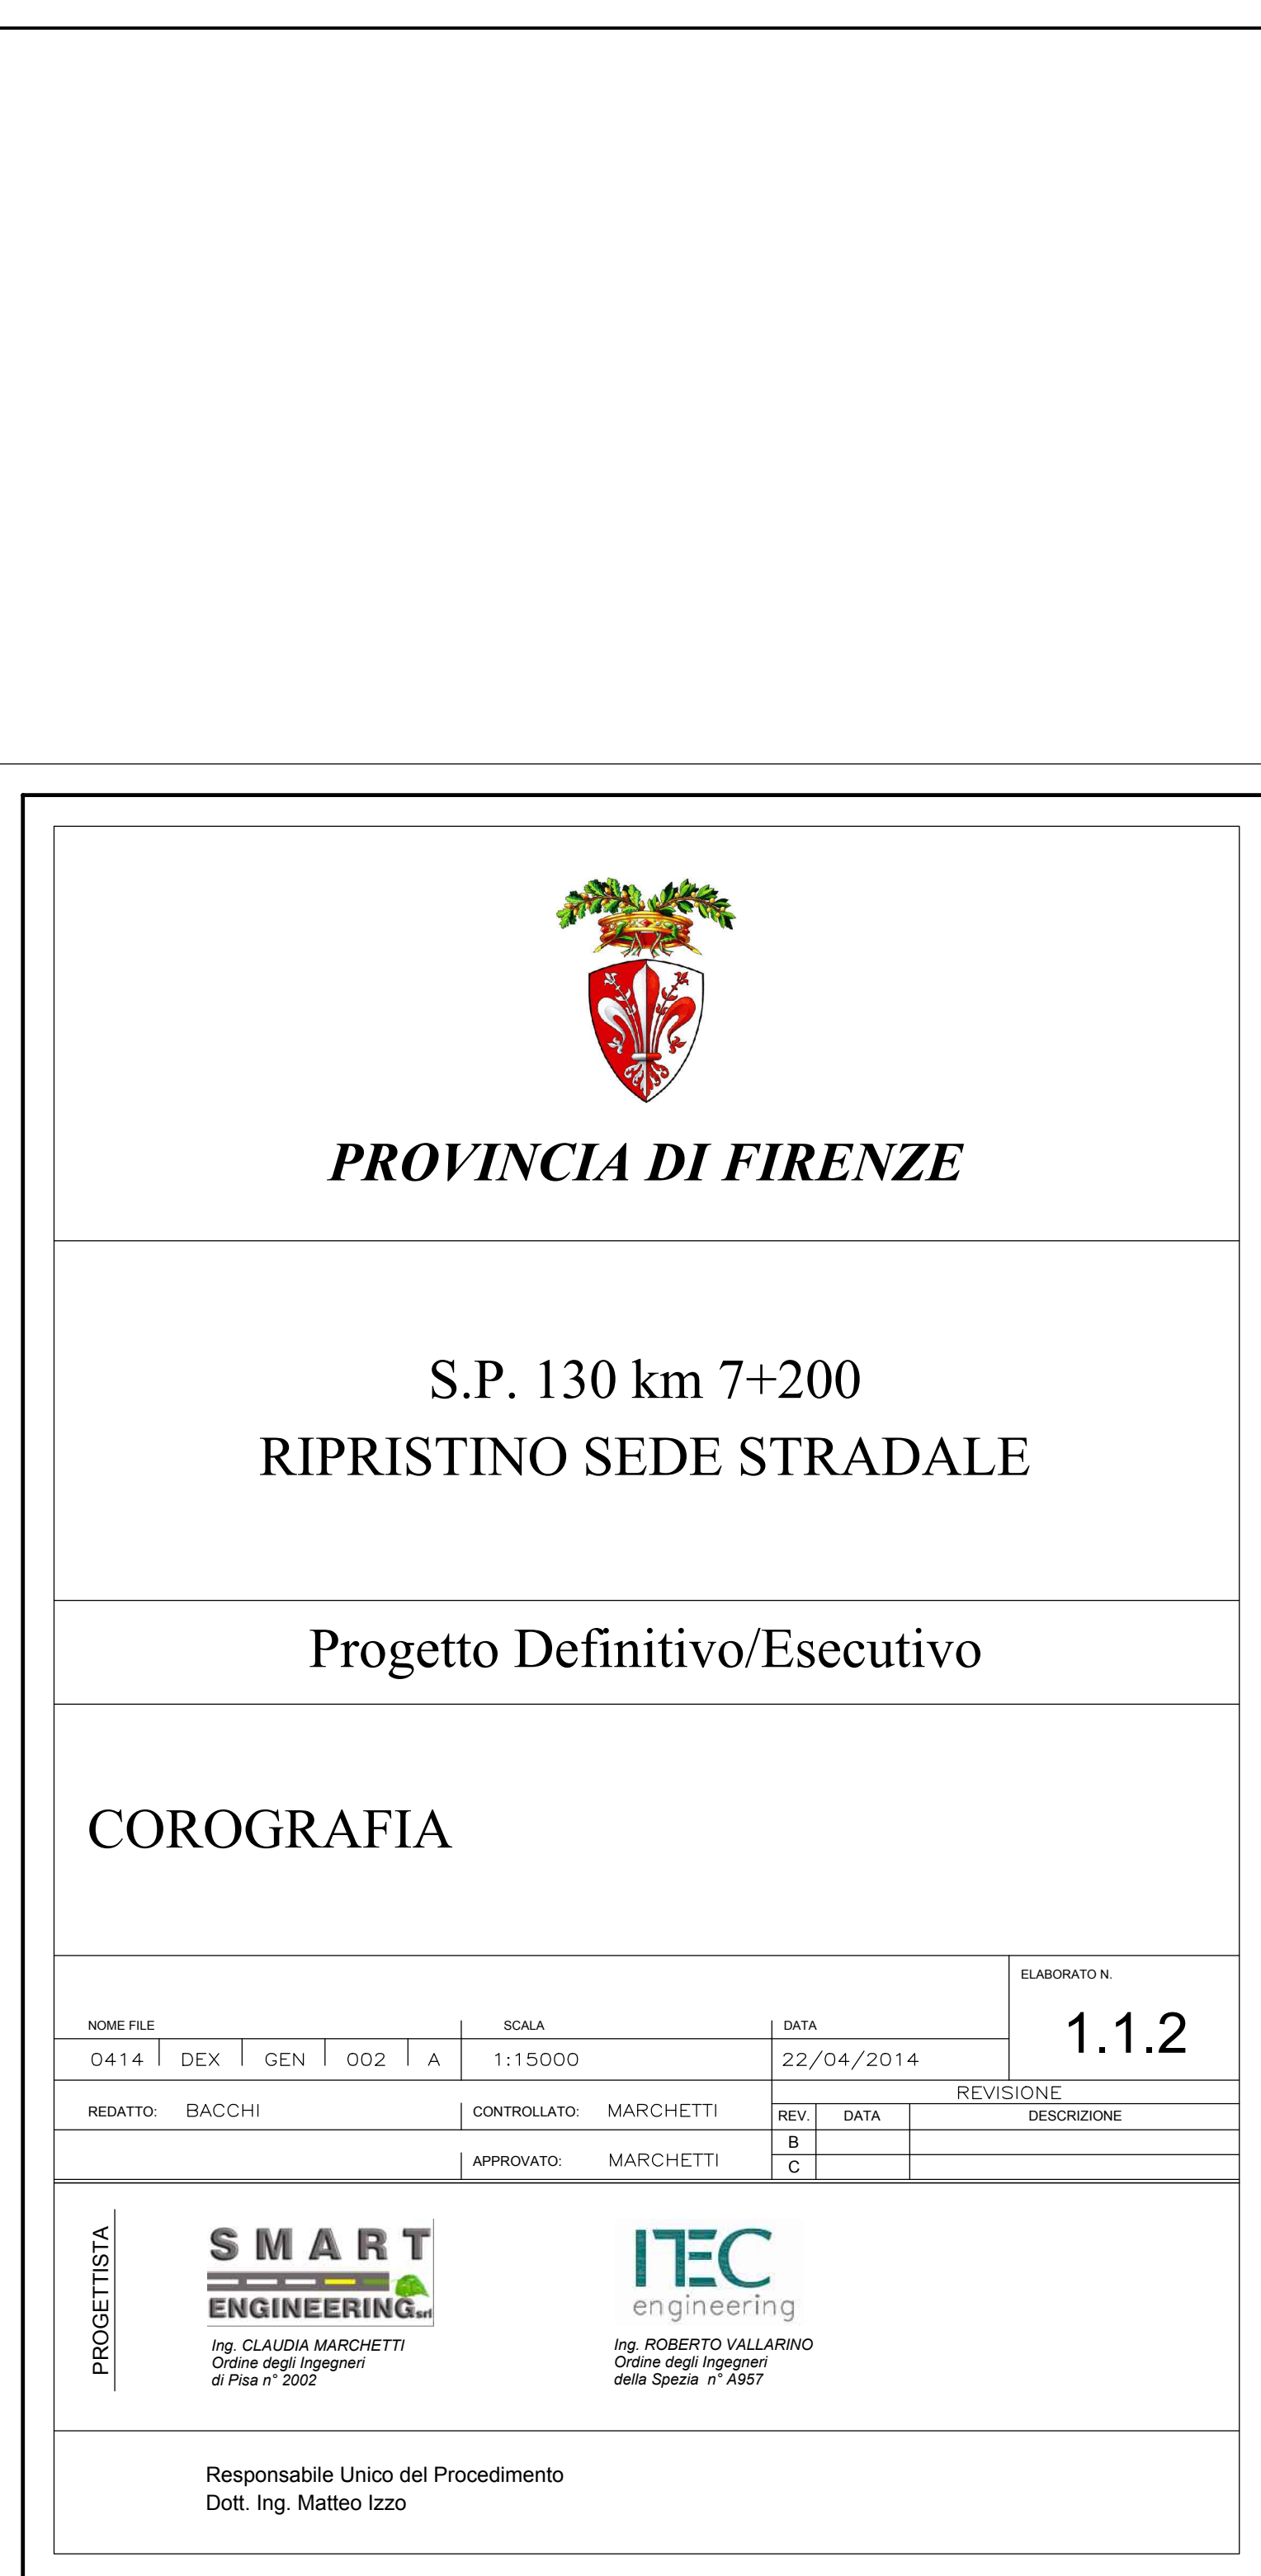 PROVINCIA DI FIRENZE
S.P. 130 km 7+200
RIPRISTINO SEDE STRADALE
Progetto Definitivo/Esecutivo
COROGRAFIA
ELABORATO N.
1.1.2
NOME FILE SCALA DATA
0414 DEX GEN 002 A 1:15000 22/04/2014
REVISIONE
REDATTO: BACCHI CONTROLLATO: MARCHETTI REV. DATA DESCRIZIONE
B
APPROVATO: MARCHETTI C
PROGETTISTA
SMART
ENGINEERING srl
Ing. CLAUDIA MARCHETTI
Ordine degli Ingegneri
di Pisa n° 2002
ITEC
engineering
Ing. ROBERTO VALLARINO
Ordine degli Ingegneri
della Spezia n° A957
Responsabile Unico del Procedimento
Dott. Ing. Matteo Izzo